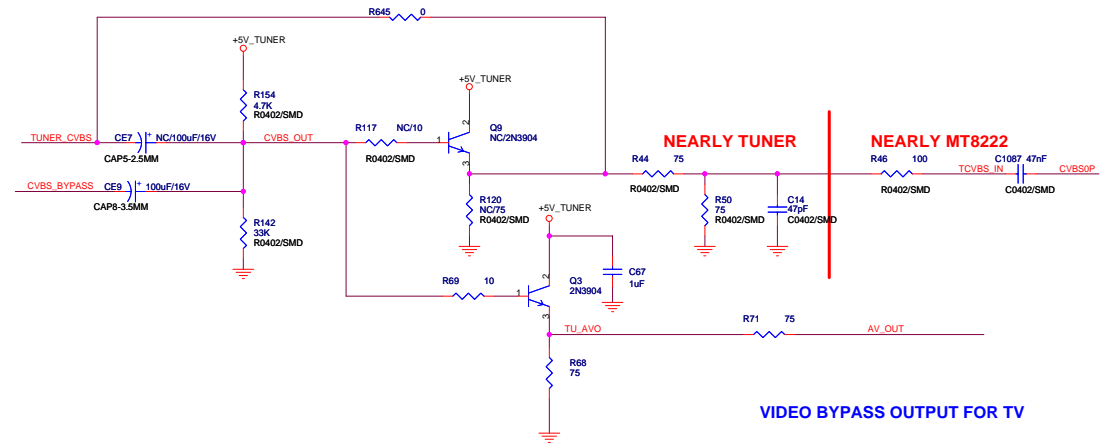 R645 0
+5V_TUNER
R154
4.7K
R0402/SMD
TUNER_CVBS
CE7 NC/100uF/16V
+
CAP5-2.5MM
CVBS_OUT
CVBS_BYPASS
CE9 100uF/16V
+
CAP8-3.5MM
R142
33K
R0402/SMD
R117 NC/10
R0402/SMD
+5V_TUNER
Q9
NC/2N3904
1
2
3
R120
NC/75
R0402/SMD
NEARLY TUNER
R44 75
R0402/SMD
R50
75
R0402/SMD
C14
47pF
C0402/SMD
NEARLY MT8222
R46 100
R0402/SMD
TCVBS_IN
C1087 47nF
C0402/SMD
CVBS0P
+5V_TUNER
R69 10
Q3
2N3904
1
2
3
C67
1uF
TU_AVO
R71 75
AV_OUT
R68
75
VIDEO BYPASS OUTPUT FOR TV